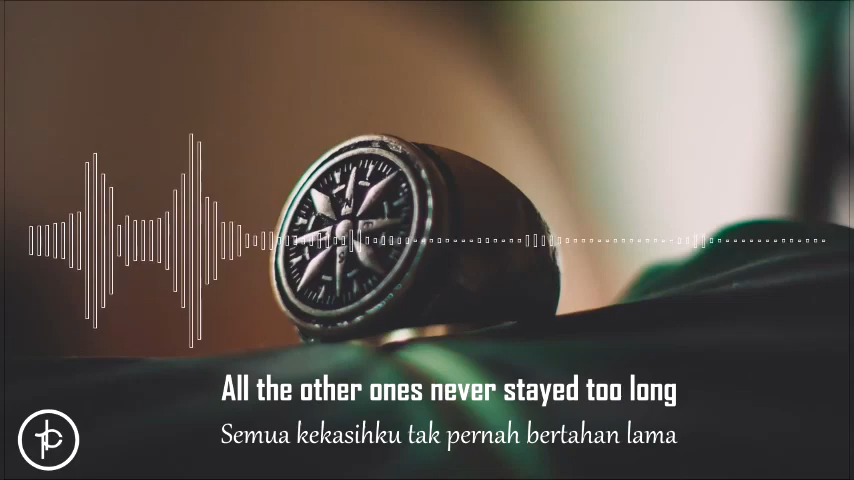 All the other ones never stayed too long
Semua kekasihku tak pernah bertahan lama